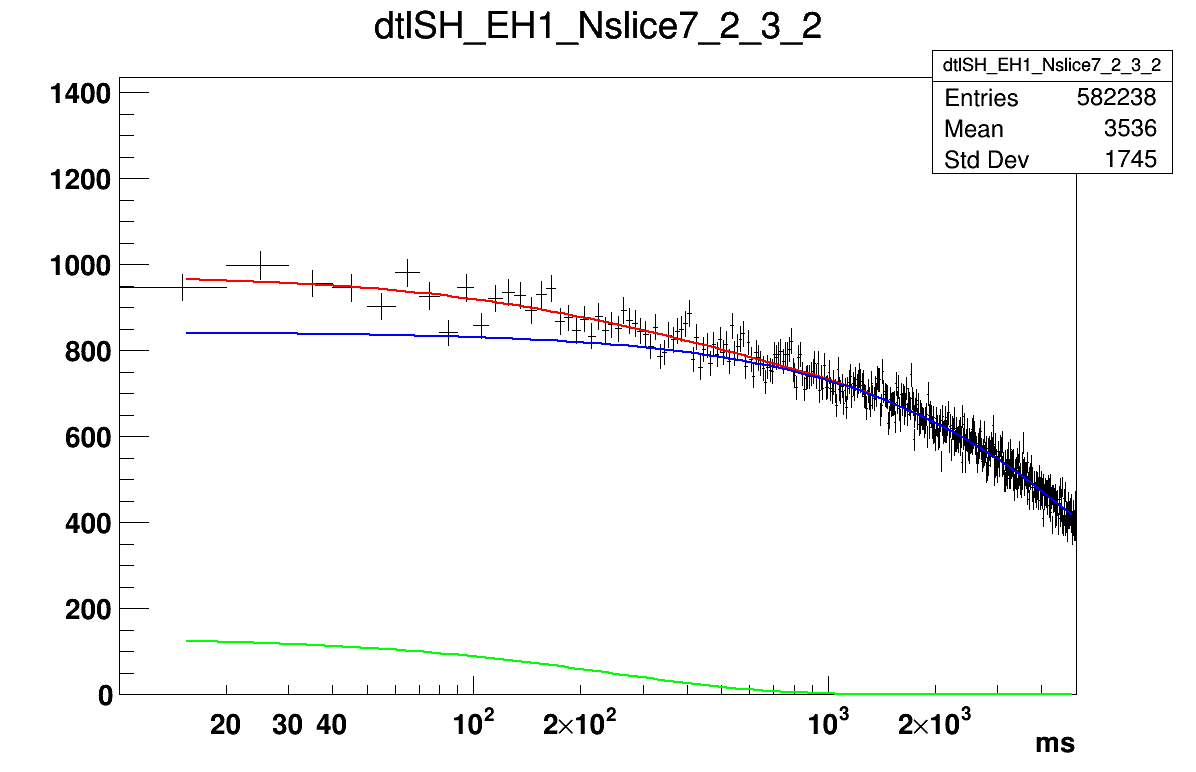 dtlSH_EH1_Nslice7_2_3_2
dtlSH_EH1_Nslice7_2_3_2
Entries 582238
Mean 3536
Std Dev 1745
1400
1200
1000
800
600
400
200
0
20 30 40 10² 2×10² 10³ 2×10³
ms